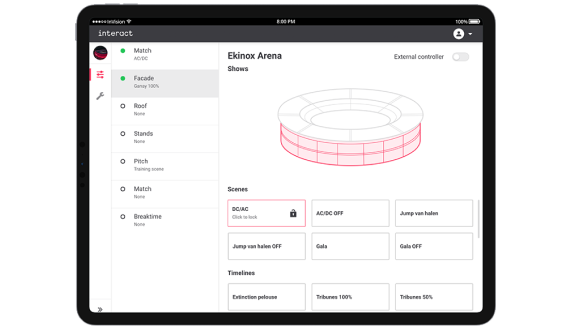 InVision
8:00 PM
100%
interact
Match
AC/DC
Ekinox Arena
External controller
Shows
Facade
Genay 100%
Roof
None
Stands
None
Pitch
Training scene
Match
None
Breaktime
None
Scenes
DC/AC
Click to lock
AC/DC OFF
Jump van halen
Jump van halen OFF
Gala
Gala OFF
Timelines
Extinction pelouse
Tribunes 100%
Tribunes 50%